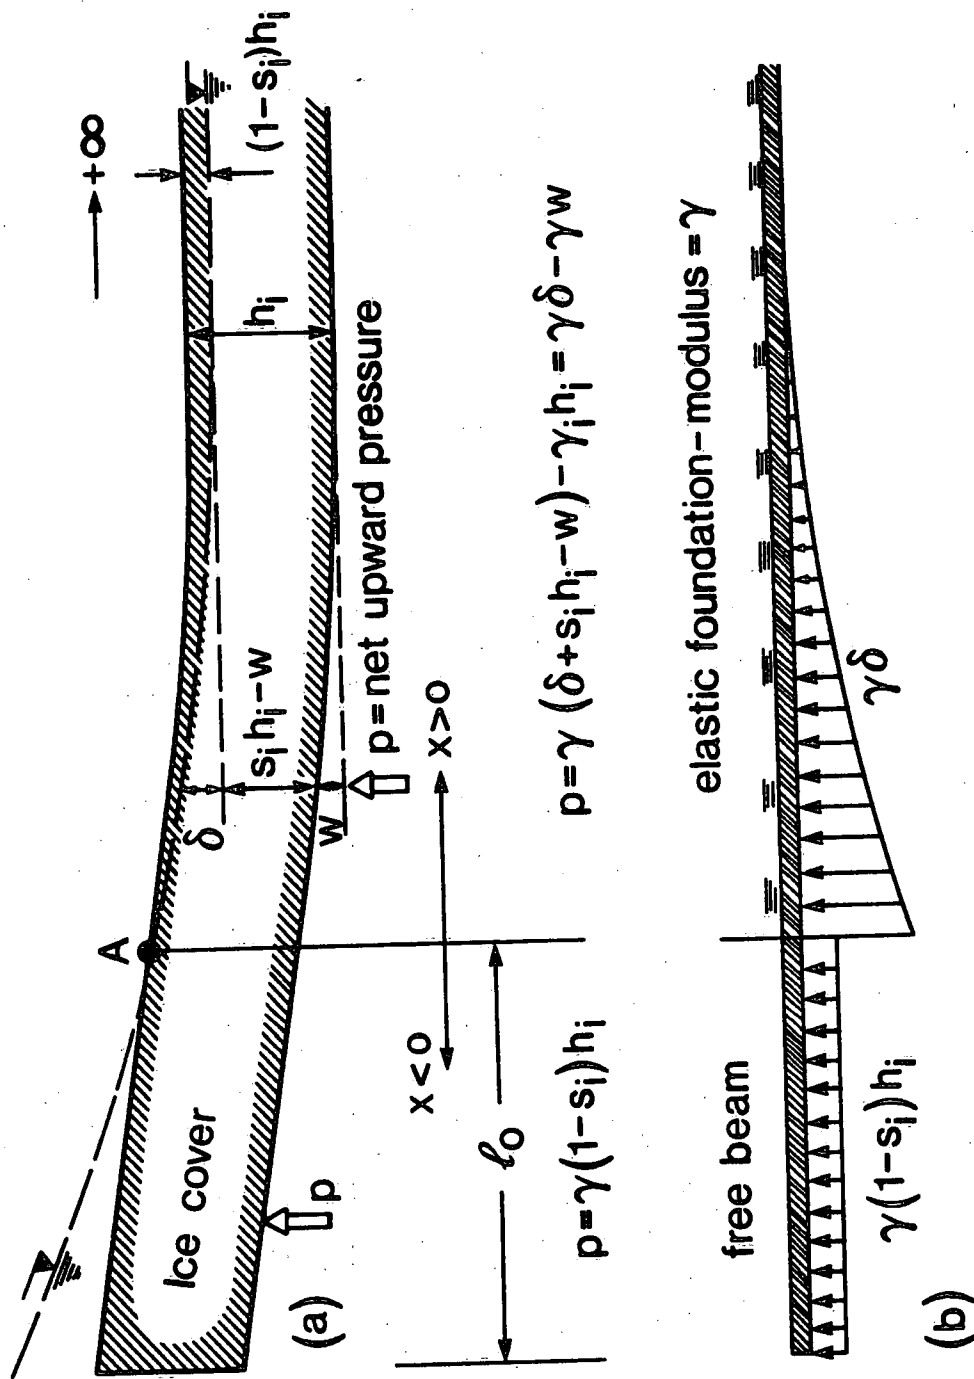 +∞
(1-sᵢ)hᵢ
A
δ
sᵢhᵢ-w
hᵢ
w
Ice cover
p
p=net upward pressure
(a)
x<0
x>0
ℓ₀
p=γ(1-sᵢ)hᵢ
p=γ (δ+sᵢhᵢ-w)-γᵢhᵢ=γδ-γw
free beam
elastic foundation-modulus=γ
γ(1-sᵢ)hᵢ
γδ
(b)